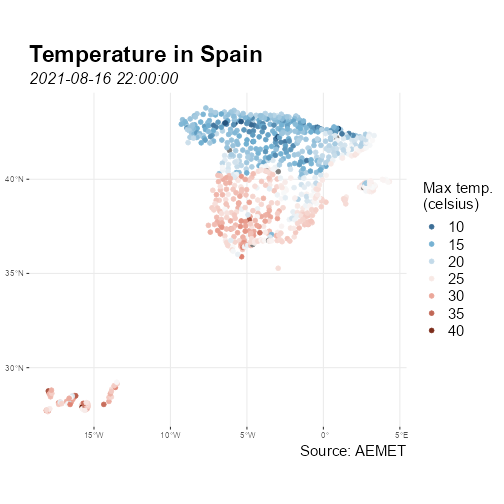 Temperature in Spain
2021-08-16 22:00:00
40°N
35°N
30°N
15°W
10°W
5°W
0°
5°E
Max temp.
(celsius)
10
15
20
25
30
35
40
Source: AEMET